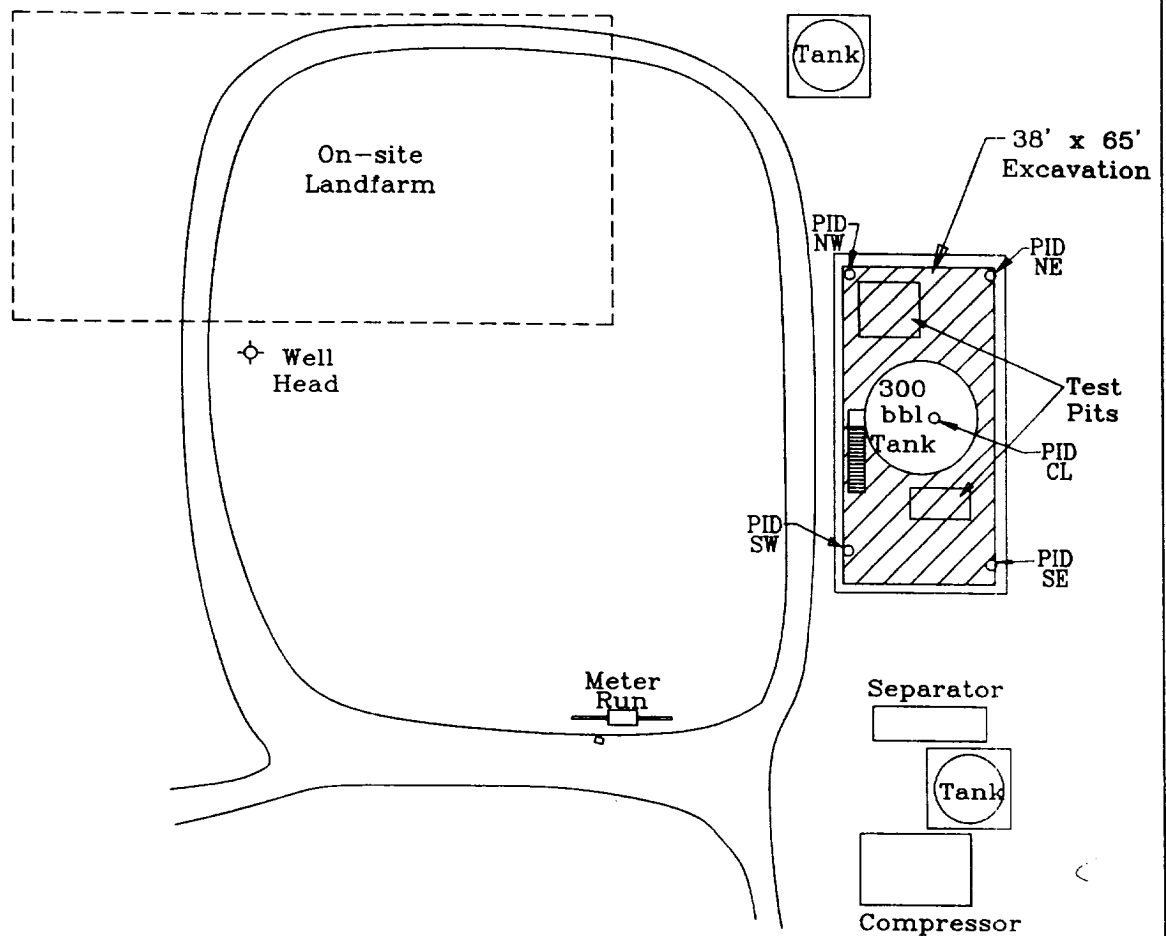 Tank
On-site
Landfarm
38' x 65'
Excavation
PID
NW
PID
NE
Well
Head
300
bbl
Tank
Test
Pits
PID
CL
PID
SW
PID
SE
Meter
Run
Separator
Tank
Compressor